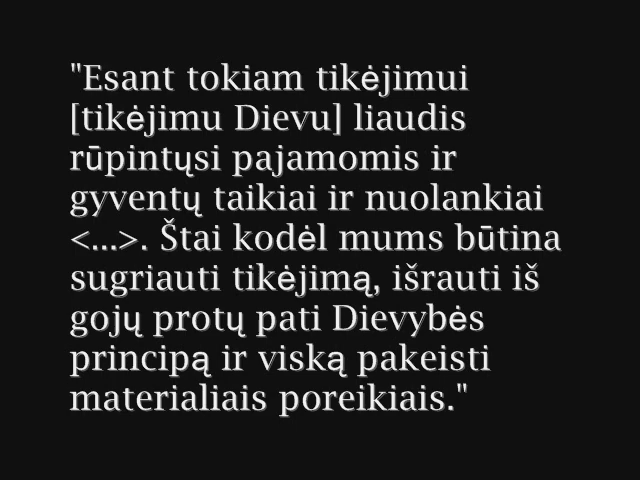 "Esant tokiam tikėjimui
[tikėjimu Dievu] liaudis
rūpintųsi pajamomis ir
gyventų taikiai ir nuolankiai
<...>. Štai kodėl mums būtina
sugriauti tikėjimą, išrauti iš
gojų protų pati Dievybės
principą ir viską pakeisti
materialiais poreikiais."